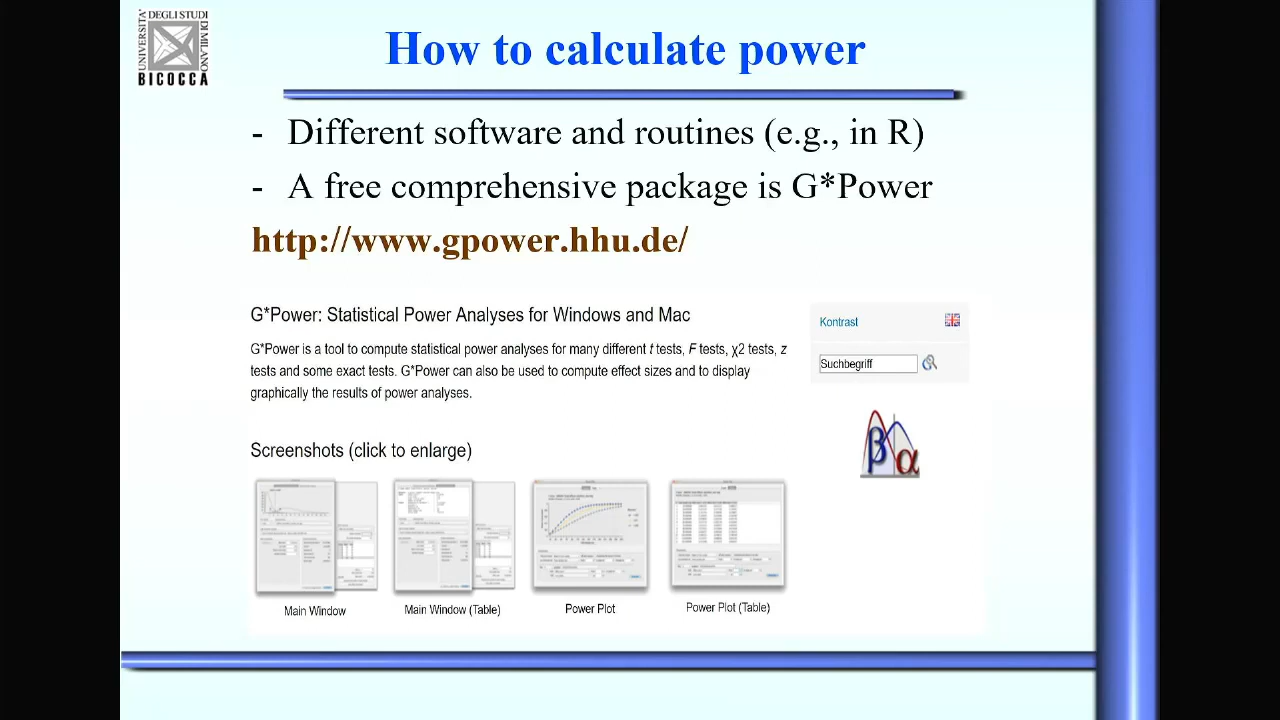 UNIVERSITA'
DEGLI STUDI
DI MILANO
BICOCCA
How to calculate power
- Different software and routines (e.g., in R)
- A free comprehensive package is G*Power
http://www.gpower.hhu.de/
G*Power: Statistical Power Analyses for Windows and Mac
Kontrast
G*Power is a tool to compute statistical power analyses for many different t tests, F tests, χ2 tests, z
tests and some exact tests. G*Power can also be used to compute effect sizes and to display
graphically the results of power analyses.
Suchbegriff
β α
Screenshots (click to enlarge)
Main Window
Main Window (Table)
Power Plot
Power Plot (Table)